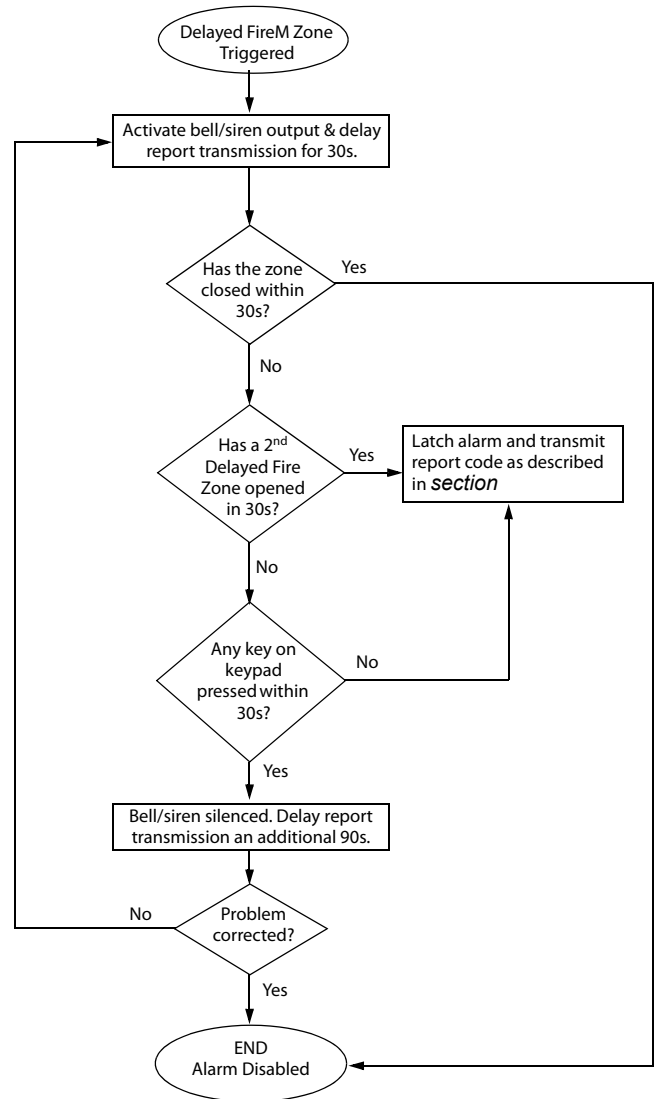 Delayed FireM Zone
Triggered
Activate bell/siren output & delay
report transmission for 30s.
Has the zone
closed within
30s?
Yes
No
Has a 2nd
Delayed Fire
Zone opened
in 30s?
Yes
Latch alarm and transmit
report code as described
in section
No
Any key on
keypad
pressed within
30s?
No
Yes
Bell/siren silenced. Delay report
transmission an additional 90s.
No
Problem
corrected?
Yes
END
Alarm Disabled